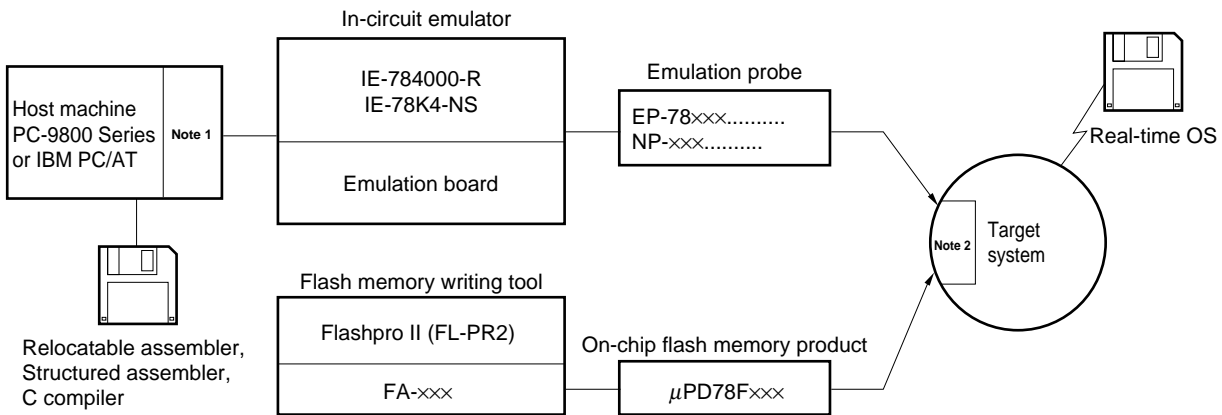 In-circuit emulator
IE-784000-R
IE-78K4-NS
Emulation board
Host machine
PC-9800 Series
or IBM PC/AT
Note 1
Emulation probe
EP-78×××..........
NP-×××..........
Real-time OS
Note 2
Target
system
Relocatable assembler,
Structured assembler,
C compiler
Flash memory writing tool
Flashpro II (FL-PR2)
FA-×××
On-chip flash memory product
μPD78F×××